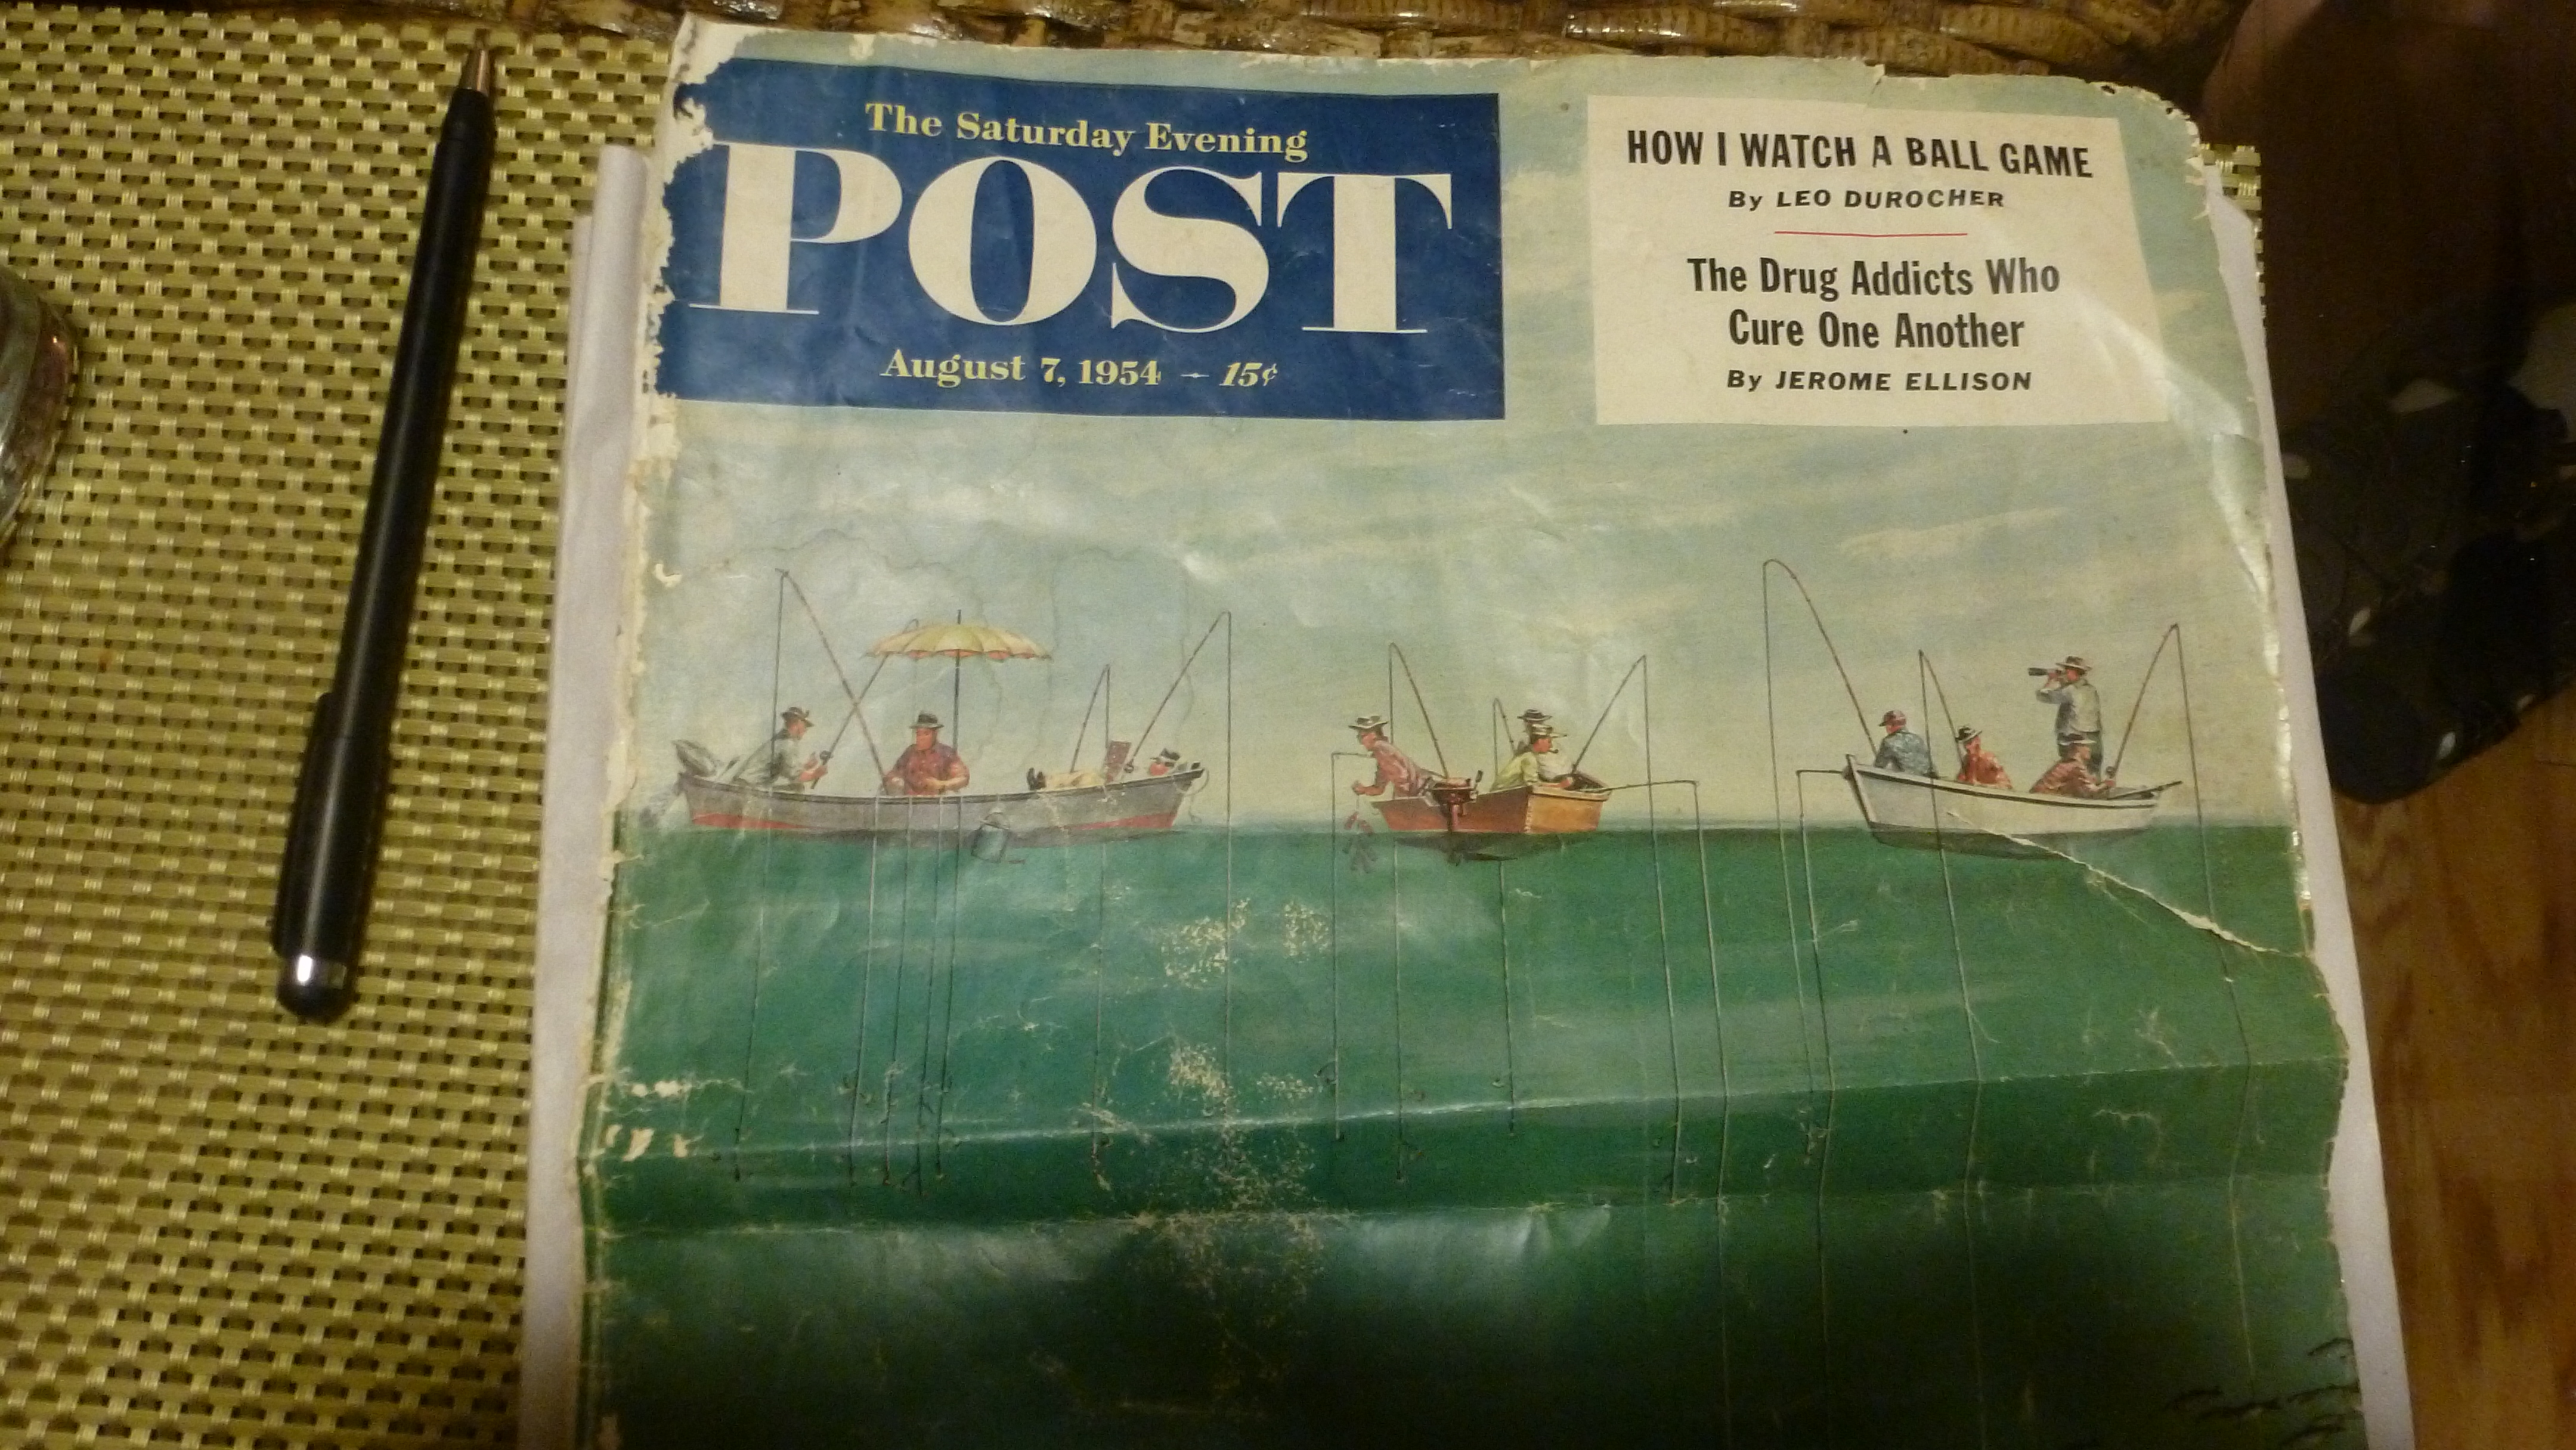 The Saturday Evening
POST
August 7, 1954 – 15¢
HOW I WATCH A BALL GAME
By LEO DUROCHER
The Drug Addicts Who
Cure One Another
By JEROME ELLISON